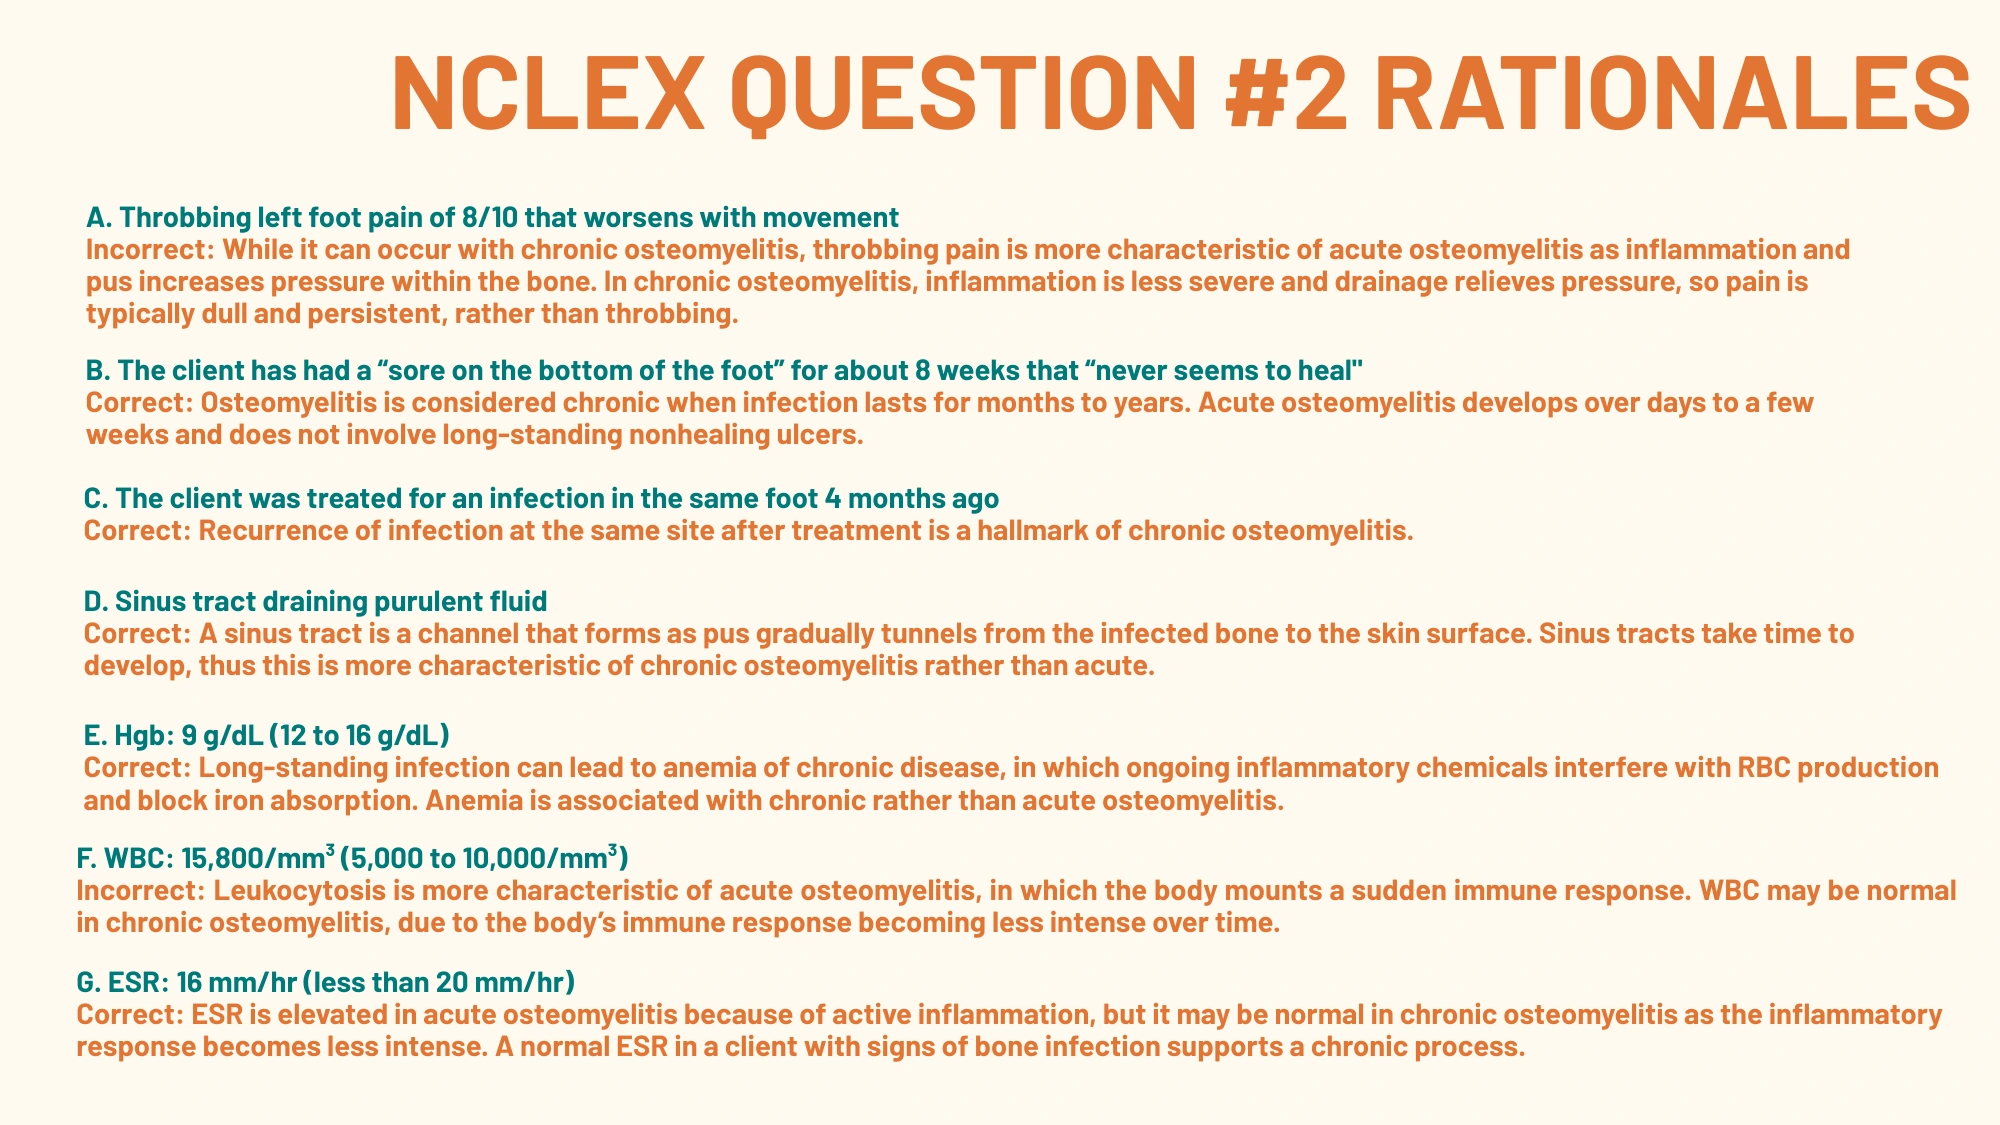 NCLEX QUESTION #2 RATIONALES
A. Throbbing left foot pain of 8/10 that worsens with movement
Incorrect: While it can occur with chronic osteomyelitis, throbbing pain is more characteristic of acute osteomyelitis as inflammation and
pus increases pressure within the bone. In chronic osteomyelitis, inflammation is less severe and drainage relieves pressure, so pain is
typically dull and persistent, rather than throbbing.
B. The client has had a “sore on the bottom of the foot” for about 8 weeks that “never seems to heal"
Correct: Osteomyelitis is considered chronic when infection lasts for months to years. Acute osteomyelitis develops over days to a few
weeks and does not involve long-standing nonhealing ulcers.
C. The client was treated for an infection in the same foot 4 months ago
Correct: Recurrence of infection at the same site after treatment is a hallmark of chronic osteomyelitis.
D. Sinus tract draining purulent fluid
Correct: A sinus tract is a channel that forms as pus gradually tunnels from the infected bone to the skin surface. Sinus tracts take time to
develop, thus this is more characteristic of chronic osteomyelitis rather than acute.
E. Hgb: 9 g/dL (12 to 16 g/dL)
Correct: Long-standing infection can lead to anemia of chronic disease, in which ongoing inflammatory chemicals interfere with RBC production
and block iron absorption. Anemia is associated with chronic rather than acute osteomyelitis.
F. WBC: 15,800/mm³ (5,000 to 10,000/mm³)
Incorrect: Leukocytosis is more characteristic of acute osteomyelitis, in which the body mounts a sudden immune response. WBC may be normal
in chronic osteomyelitis, due to the body’s immune response becoming less intense over time.
G. ESR: 16 mm/hr (less than 20 mm/hr)
Correct: ESR is elevated in acute osteomyelitis because of active inflammation, but it may be normal in chronic osteomyelitis as the inflammatory
response becomes less intense. A normal ESR in a client with signs of bone infection supports a chronic process.